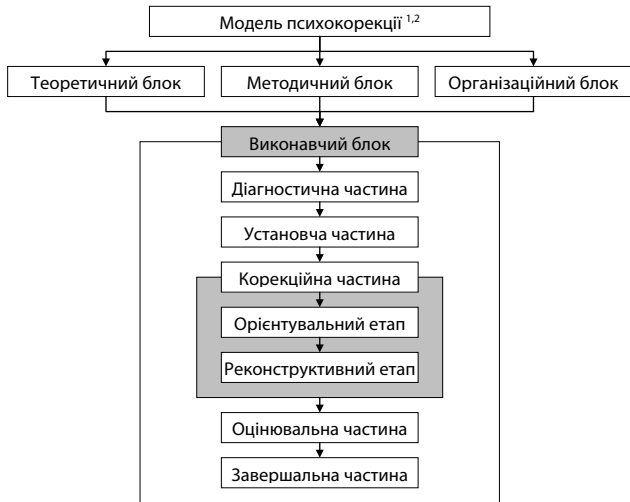 Модель психокорекції 1,2
Теоретичний блок
Методичний блок
Організаційний блок
Виконавчий блок
Діагностична частина
Установча частина
Корекційна частина
Орієнтувальний етап
Реконструктивний етап
Оцінювальна частина
Завершальна частина